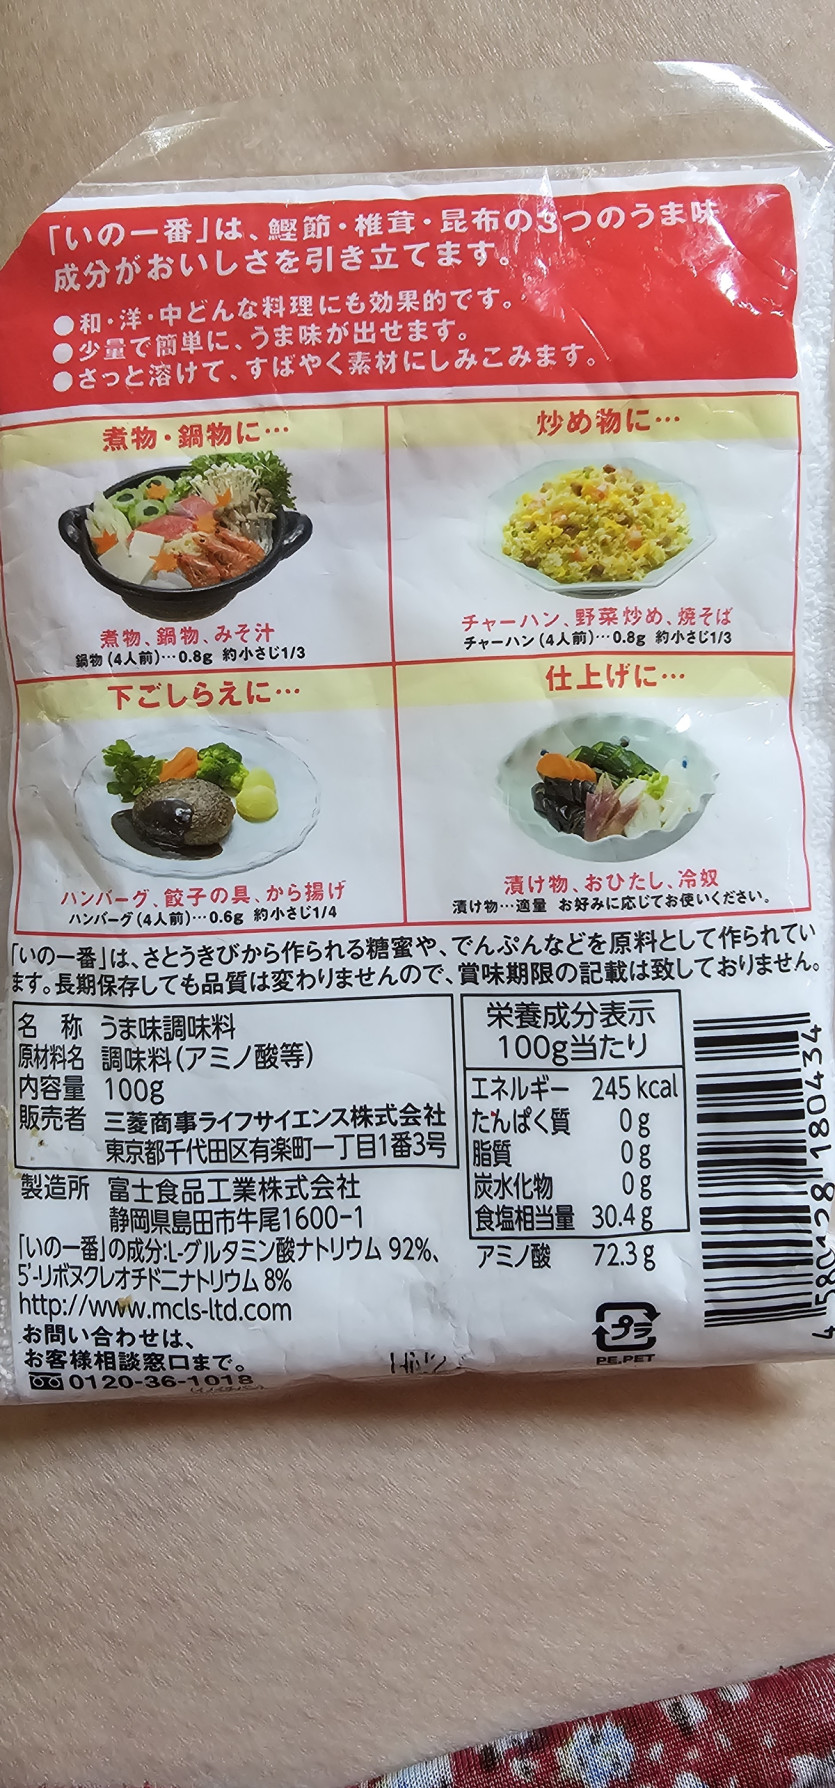 「いの一番」は、鰹節・椎茸・昆布の3つのうま味
成分がおいしさを引き立てます。
●和・洋・中どんな料理にも効果的です。
●少量で簡単に、うま味が出せます。
●さっと溶けて、すばやく素材にしみこみます。
煮物・鍋物に…
煮物、鍋物、みそ汁
鍋物(4人前)…0.8g 約小さじ1/3
炒め物に…
チャーハン、野菜炒め、焼そば
チャーハン(4人前)…0.8g 約小さじ1/3
下ごしらえに…
ハンバーグ、餃子の具、から揚げ
ハンバーグ(4人前)…0.6g 約小さじ1/4
仕上げに…
漬け物、おひたし、冷奴
漬け物…適量 お好みに応じてお使いください。
「いの一番」は、さとうきびから作られる糖蜜や、でんぷんなどを原料として作られてい
ます。長期保存しても品質は変わりませんので、賞味期限の記載は致しておりません。
名 称 うま味調味料
原材料名 調味料(アミノ酸等)
内容量 100g
販売者 三菱商事ライフサイエンス株式会社
東京都千代田区有楽町一丁目1番3号
製造所 富士食品工業株式会社
静岡県島田市牛尾1600-1
「いの一番」の成分:L-グルタミン酸ナトリウム 92%、
5'-リボヌクレオチドニナトリウム 8%
http://www.mcls-ltd.com
お問い合わせは、
お客様相談窓口まで。
0120-36-1018
栄養成分表示
100g当たり
エネルギー 245 kcal
たんぱく質 0g
脂質 0g
炭水化物 0g
食塩相当量 30.4g
アミノ酸 72.3g
プラ
PE,PET
4580128180434